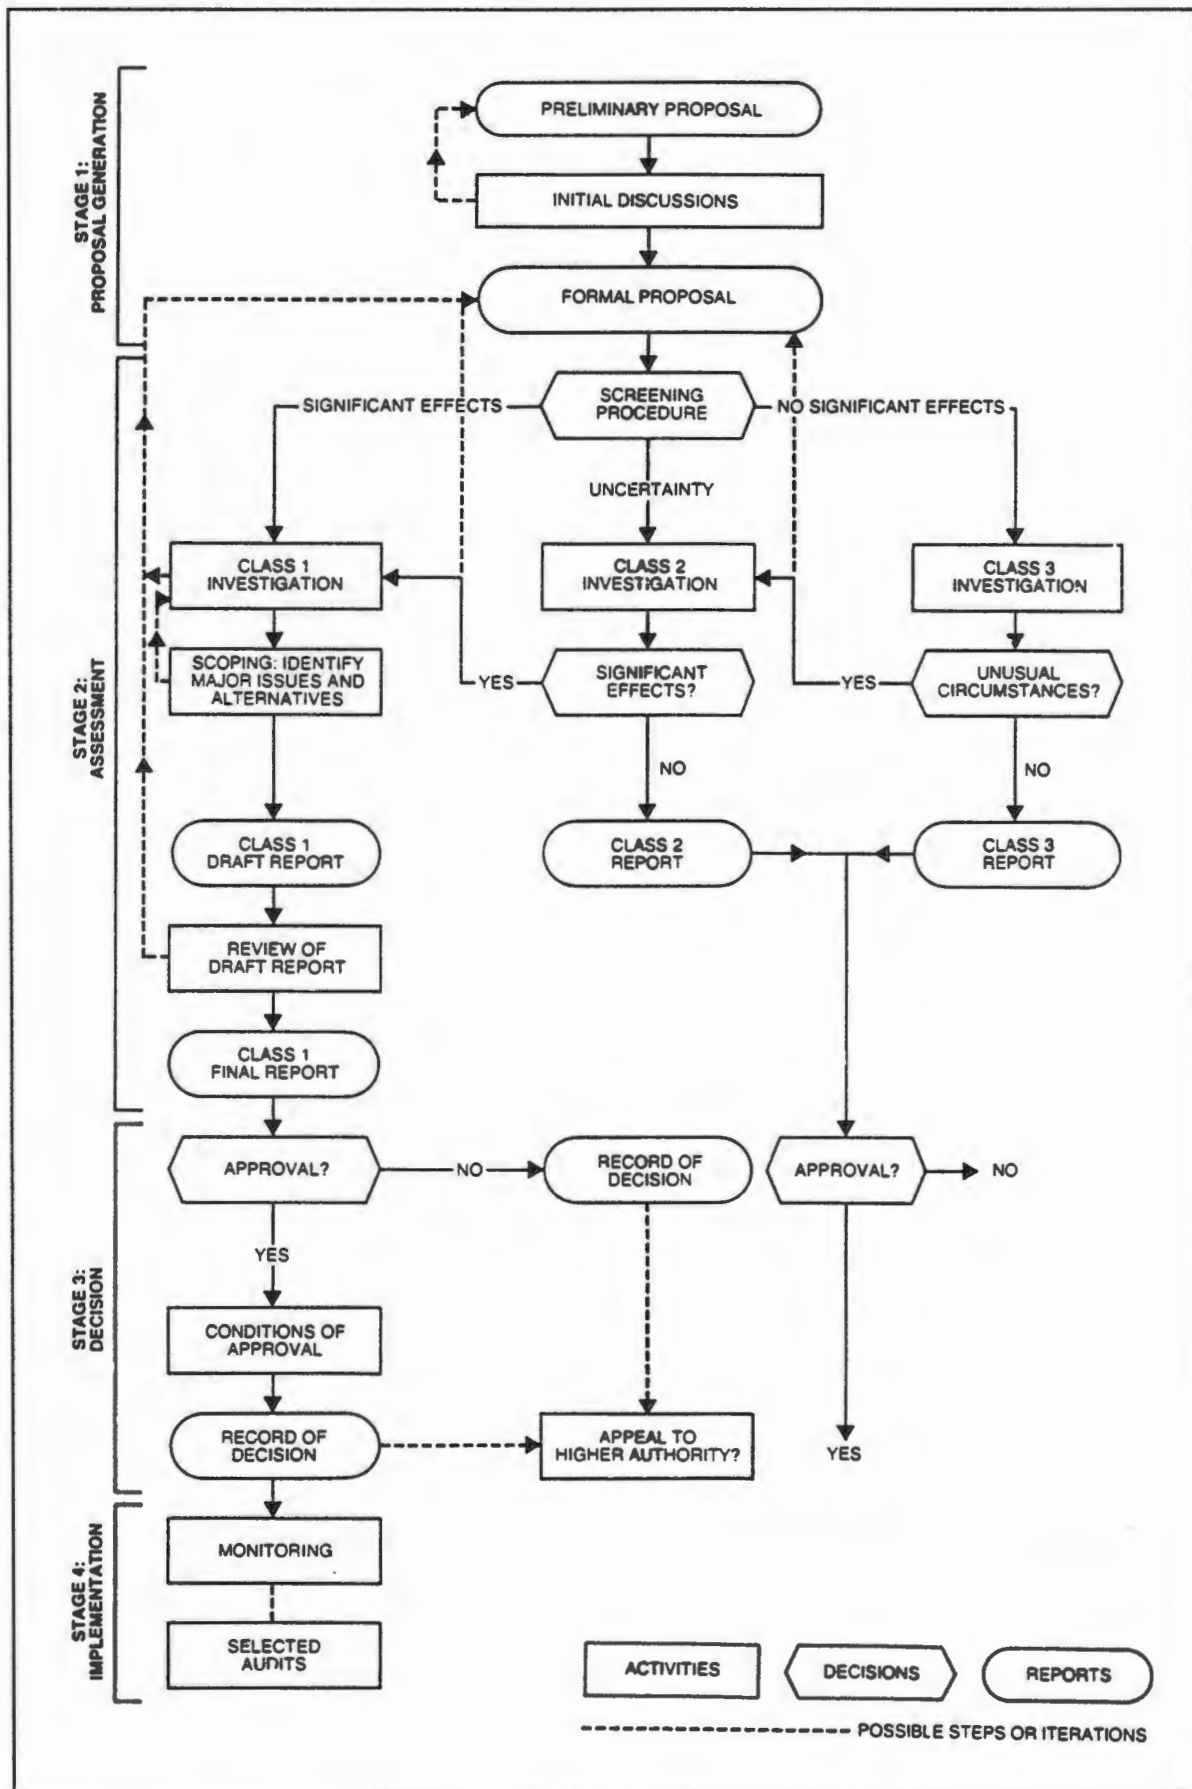 STAGE 1:
PROPOSAL GENERATION
PRELIMINARY PROPOSAL
INITIAL DISCUSSIONS
FORMAL PROPOSAL
STAGE 2:
ASSESSMENT
SCREENING
PROCEDURE
SIGNIFICANT EFFECTS
NO SIGNIFICANT EFFECTS
UNCERTAINTY
CLASS 1
INVESTIGATION
CLASS 2
INVESTIGATION
CLASS 3
INVESTIGATION
SCOPING: IDENTIFY
MAJOR ISSUES AND
ALTERNATIVES
YES
SIGNIFICANT
EFFECTS?
YES
UNUSUAL
CIRCUMSTANCES?
NO
NO
CLASS 1
DRAFT REPORT
CLASS 2
REPORT
CLASS 3
REPORT
REVIEW OF
DRAFT REPORT
CLASS 1
FINAL REPORT
STAGE 3:
DECISION
APPROVAL?
NO
RECORD OF
DECISION
APPROVAL?
NO
YES
CONDITIONS OF
APPROVAL
RECORD OF
DECISION
APPEAL TO
HIGHER AUTHORITY?
YES
STAGE 4:
IMPLEMENTATION
MONITORING
SELECTED
AUDITS
ACTIVITIES
DECISIONS
REPORTS
POSSIBLE STEPS OR ITERATIONS